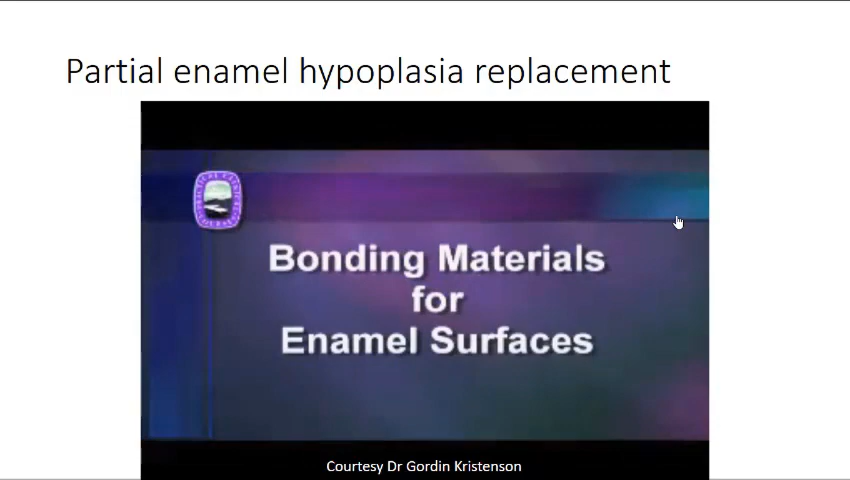 Partial enamel hypoplasia replacement
Bonding Materials
for
Enamel Surfaces
Courtesy Dr Gordin Kristenson